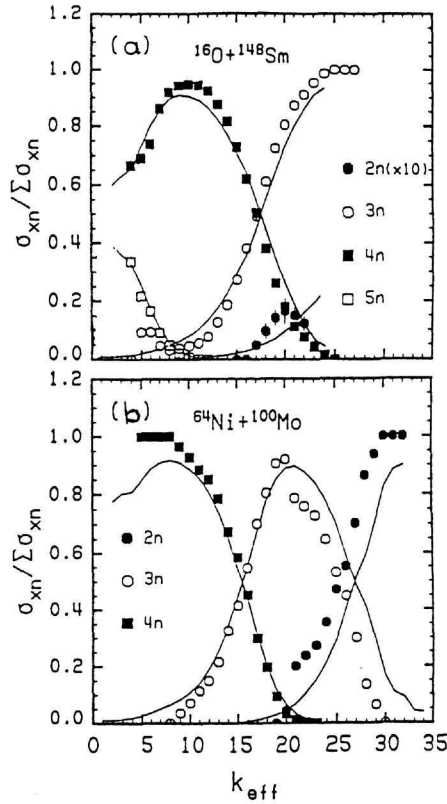 1.2
(a)
¹⁶O+¹⁴⁸Sm
1.0
0.8
0.6
0.4
0.2
0.0
σxn/Σσxn
2n(x10)
3n
4n
5n
1.2
(b)
⁶⁴Ni+¹⁰⁰Mo
1.0
0.8
0.6
0.4
0.2
0.0
σxn/Σσxn
2n
3n
4n
0 5 10 15 20 25 30 35
keff